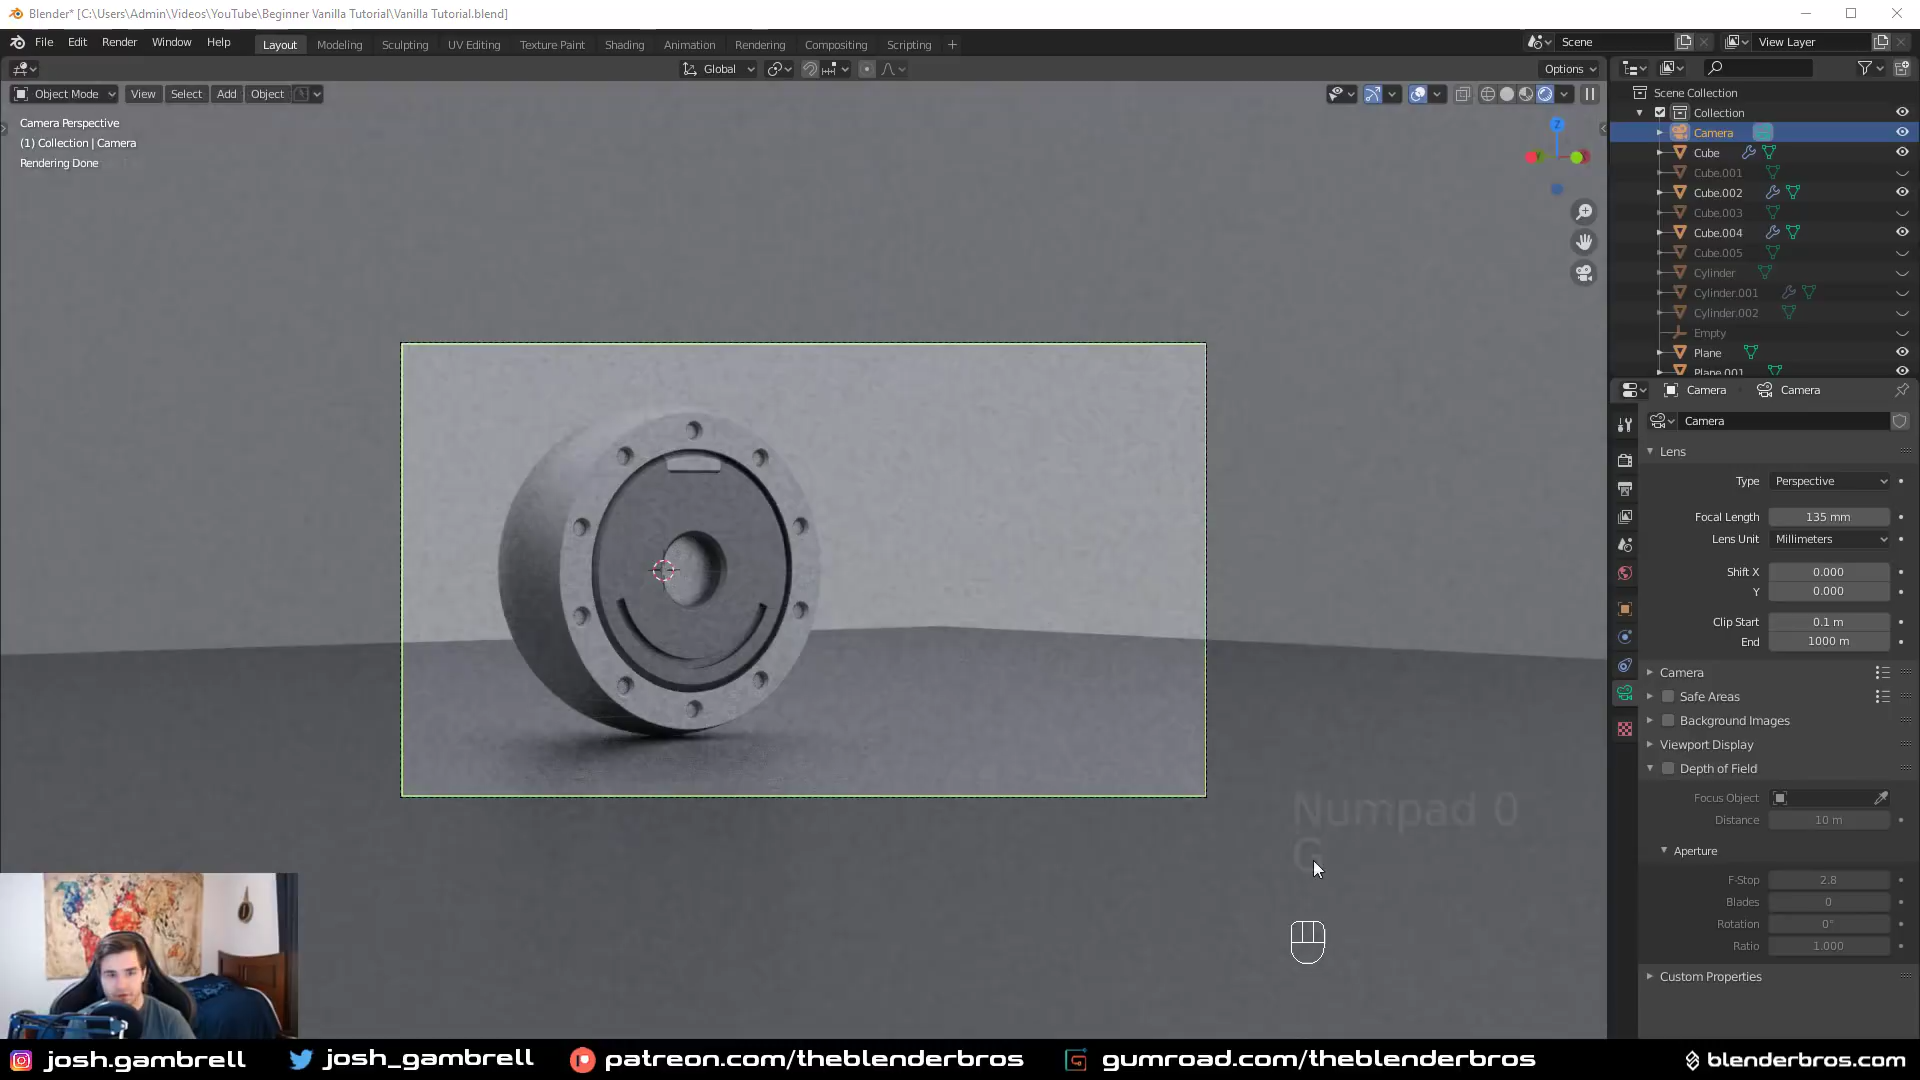 Blender* [C:\Users\Admin\Videos\YouTube\Beginner Vanilla Tutorial\Vanilla Tutorial.blend]
File Edit Render Window Help Layout Modeling Sculpting UV Editing Texture Paint Shading Animation Rendering Compositing Scripting + Scene View Layer
Global Options
Object Mode View Select Add Object
Camera Perspective
(1) Collection | Camera
Rendering Done
Z
Y
Scene Collection
Collection
Camera
Cube
Cube.001
Cube.002
Cube.003
Cube.004
Cube.005
Cylinder
Cylinder.001
Cylinder.002
Empty
Plane
Plane.001
Camera Camera
Camera
Lens
Type Perspective
Focal Length 135 mm
Lens Unit Millimeters
Shift X 0.000
Y 0.000
Clip Start 0.1 m
End 1000 m
Camera
Safe Areas
Background Images
Viewport Display
Depth of Field
Focus Object
Distance 10 m
Aperture
F-Stop 2.8
Blades 0
Rotation 0°
Ratio 1.000
Custom Properties
Numpad 0
G
josh.gambrell josh_gambrell patreon.com/theblenderbros gumroad.com/theblenderbros blenderbros.com